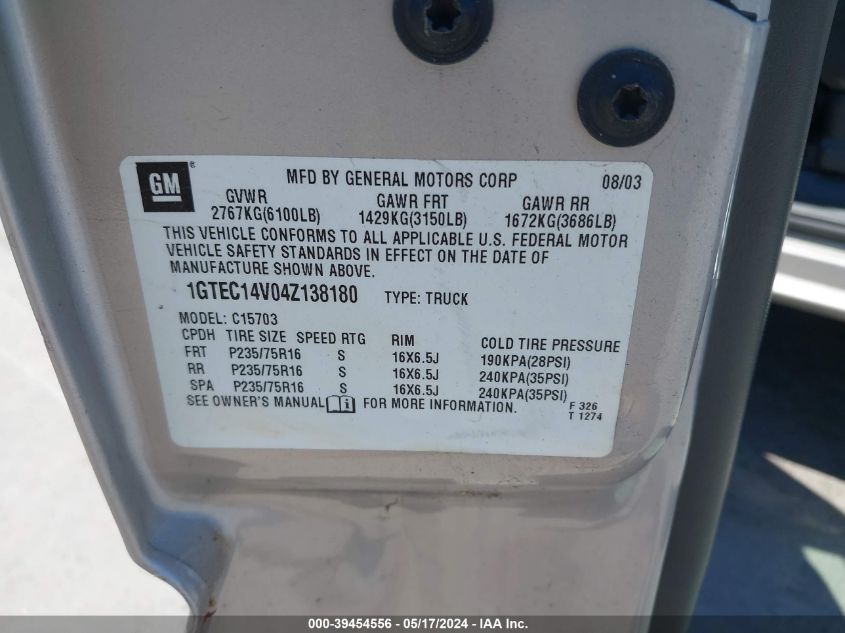 GM®
MFD BY GENERAL MOTORS CORP 08/03
GVWR GAWR FRT GAWR RR
2767KG(6100LB) 1429KG(3150LB) 1672KG(3686LB)
THIS VEHICLE CONFORMS TO ALL APPLICABLE U.S. FEDERAL MOTOR
VEHICLE SAFETY STANDARDS IN EFFECT ON THE DATE OF
MANUFACTURE SHOWN ABOVE.
1GTEC14V04Z138180 TYPE: TRUCK
MODEL: C15703
CPDH TIRE SIZE SPEED RTG RIM COLD TIRE PRESSURE
FRT P235/75R16 S 16X6.5J 190KPA(28PSI)
RR P235/75R16 S 16X6.5J 240KPA(35PSI)
SPA P235/75R16 S 16X6.5J 240KPA(35PSI)
SEE OWNER'S MANUAL FOR MORE INFORMATION.
F 326
T 1274
000-39454556 - 05/17/2024 - IAA Inc.